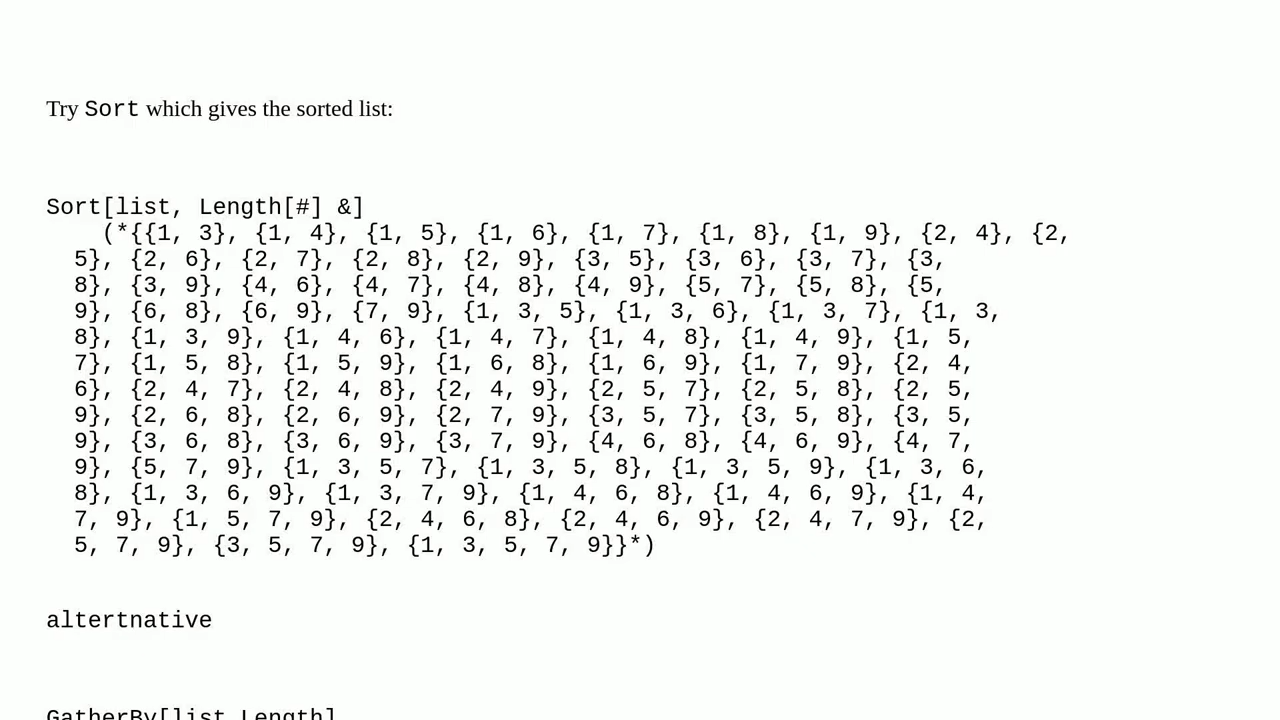 Try Sort which gives the sorted list:
Sort[list, Length[#] &]
(*{{1, 3}, {1, 4}, {1, 5}, {1, 6}, {1, 7}, {1, 8}, {1, 9}, {2, 4}, {2,
5}, {2, 6}, {2, 7}, {2, 8}, {2, 9}, {3, 5}, {3, 6}, {3, 7}, {3,
8}, {3, 9}, {4, 6}, {4, 7}, {4, 8}, {4, 9}, {5, 7}, {5, 8}, {5,
9}, {6, 8}, {6, 9}, {7, 9}, {1, 3, 5}, {1, 3, 6}, {1, 3, 7}, {1, 3,
8}, {1, 3, 9}, {1, 4, 6}, {1, 4, 7}, {1, 4, 8}, {1, 4, 9}, {1, 5,
7}, {1, 5, 8}, {1, 5, 9}, {1, 6, 8}, {1, 6, 9}, {1, 7, 9}, {2, 4,
6}, {2, 4, 7}, {2, 4, 8}, {2, 4, 9}, {2, 5, 7}, {2, 5, 8}, {2, 5,
9}, {2, 6, 8}, {2, 6, 9}, {2, 7, 9}, {3, 5, 7}, {3, 5, 8}, {3, 5,
9}, {3, 6, 8}, {3, 6, 9}, {3, 7, 9}, {4, 6, 8}, {4, 6, 9}, {4, 7,
9}, {5, 7, 9}, {1, 3, 5, 7}, {1, 3, 5, 8}, {1, 3, 5, 9}, {1, 3, 6,
8}, {1, 3, 6, 9}, {1, 3, 7, 9}, {1, 4, 6, 8}, {1, 4, 6, 9}, {1, 4,
7, 9}, {1, 5, 7, 9}, {2, 4, 6, 8}, {2, 4, 6, 9}, {2, 4, 7, 9}, {2,
5, 7, 9}, {3, 5, 7, 9}, {1, 3, 5, 7, 9}}*)
altertnative
GatherBy[list,Length]